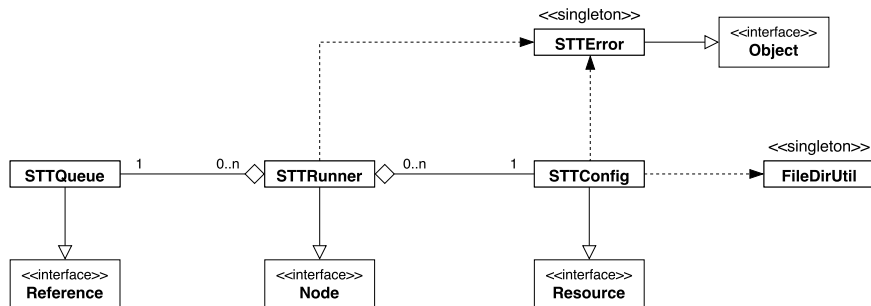 <<singleton>>
STTError
<<interface>>
Object
<<singleton>>
1
0..n
0..n
1
STTQueue
STTRunner
STTConfig
FileDirUtil
<<interface>>
Reference
<<interface>>
Node
<<interface>>
Resource